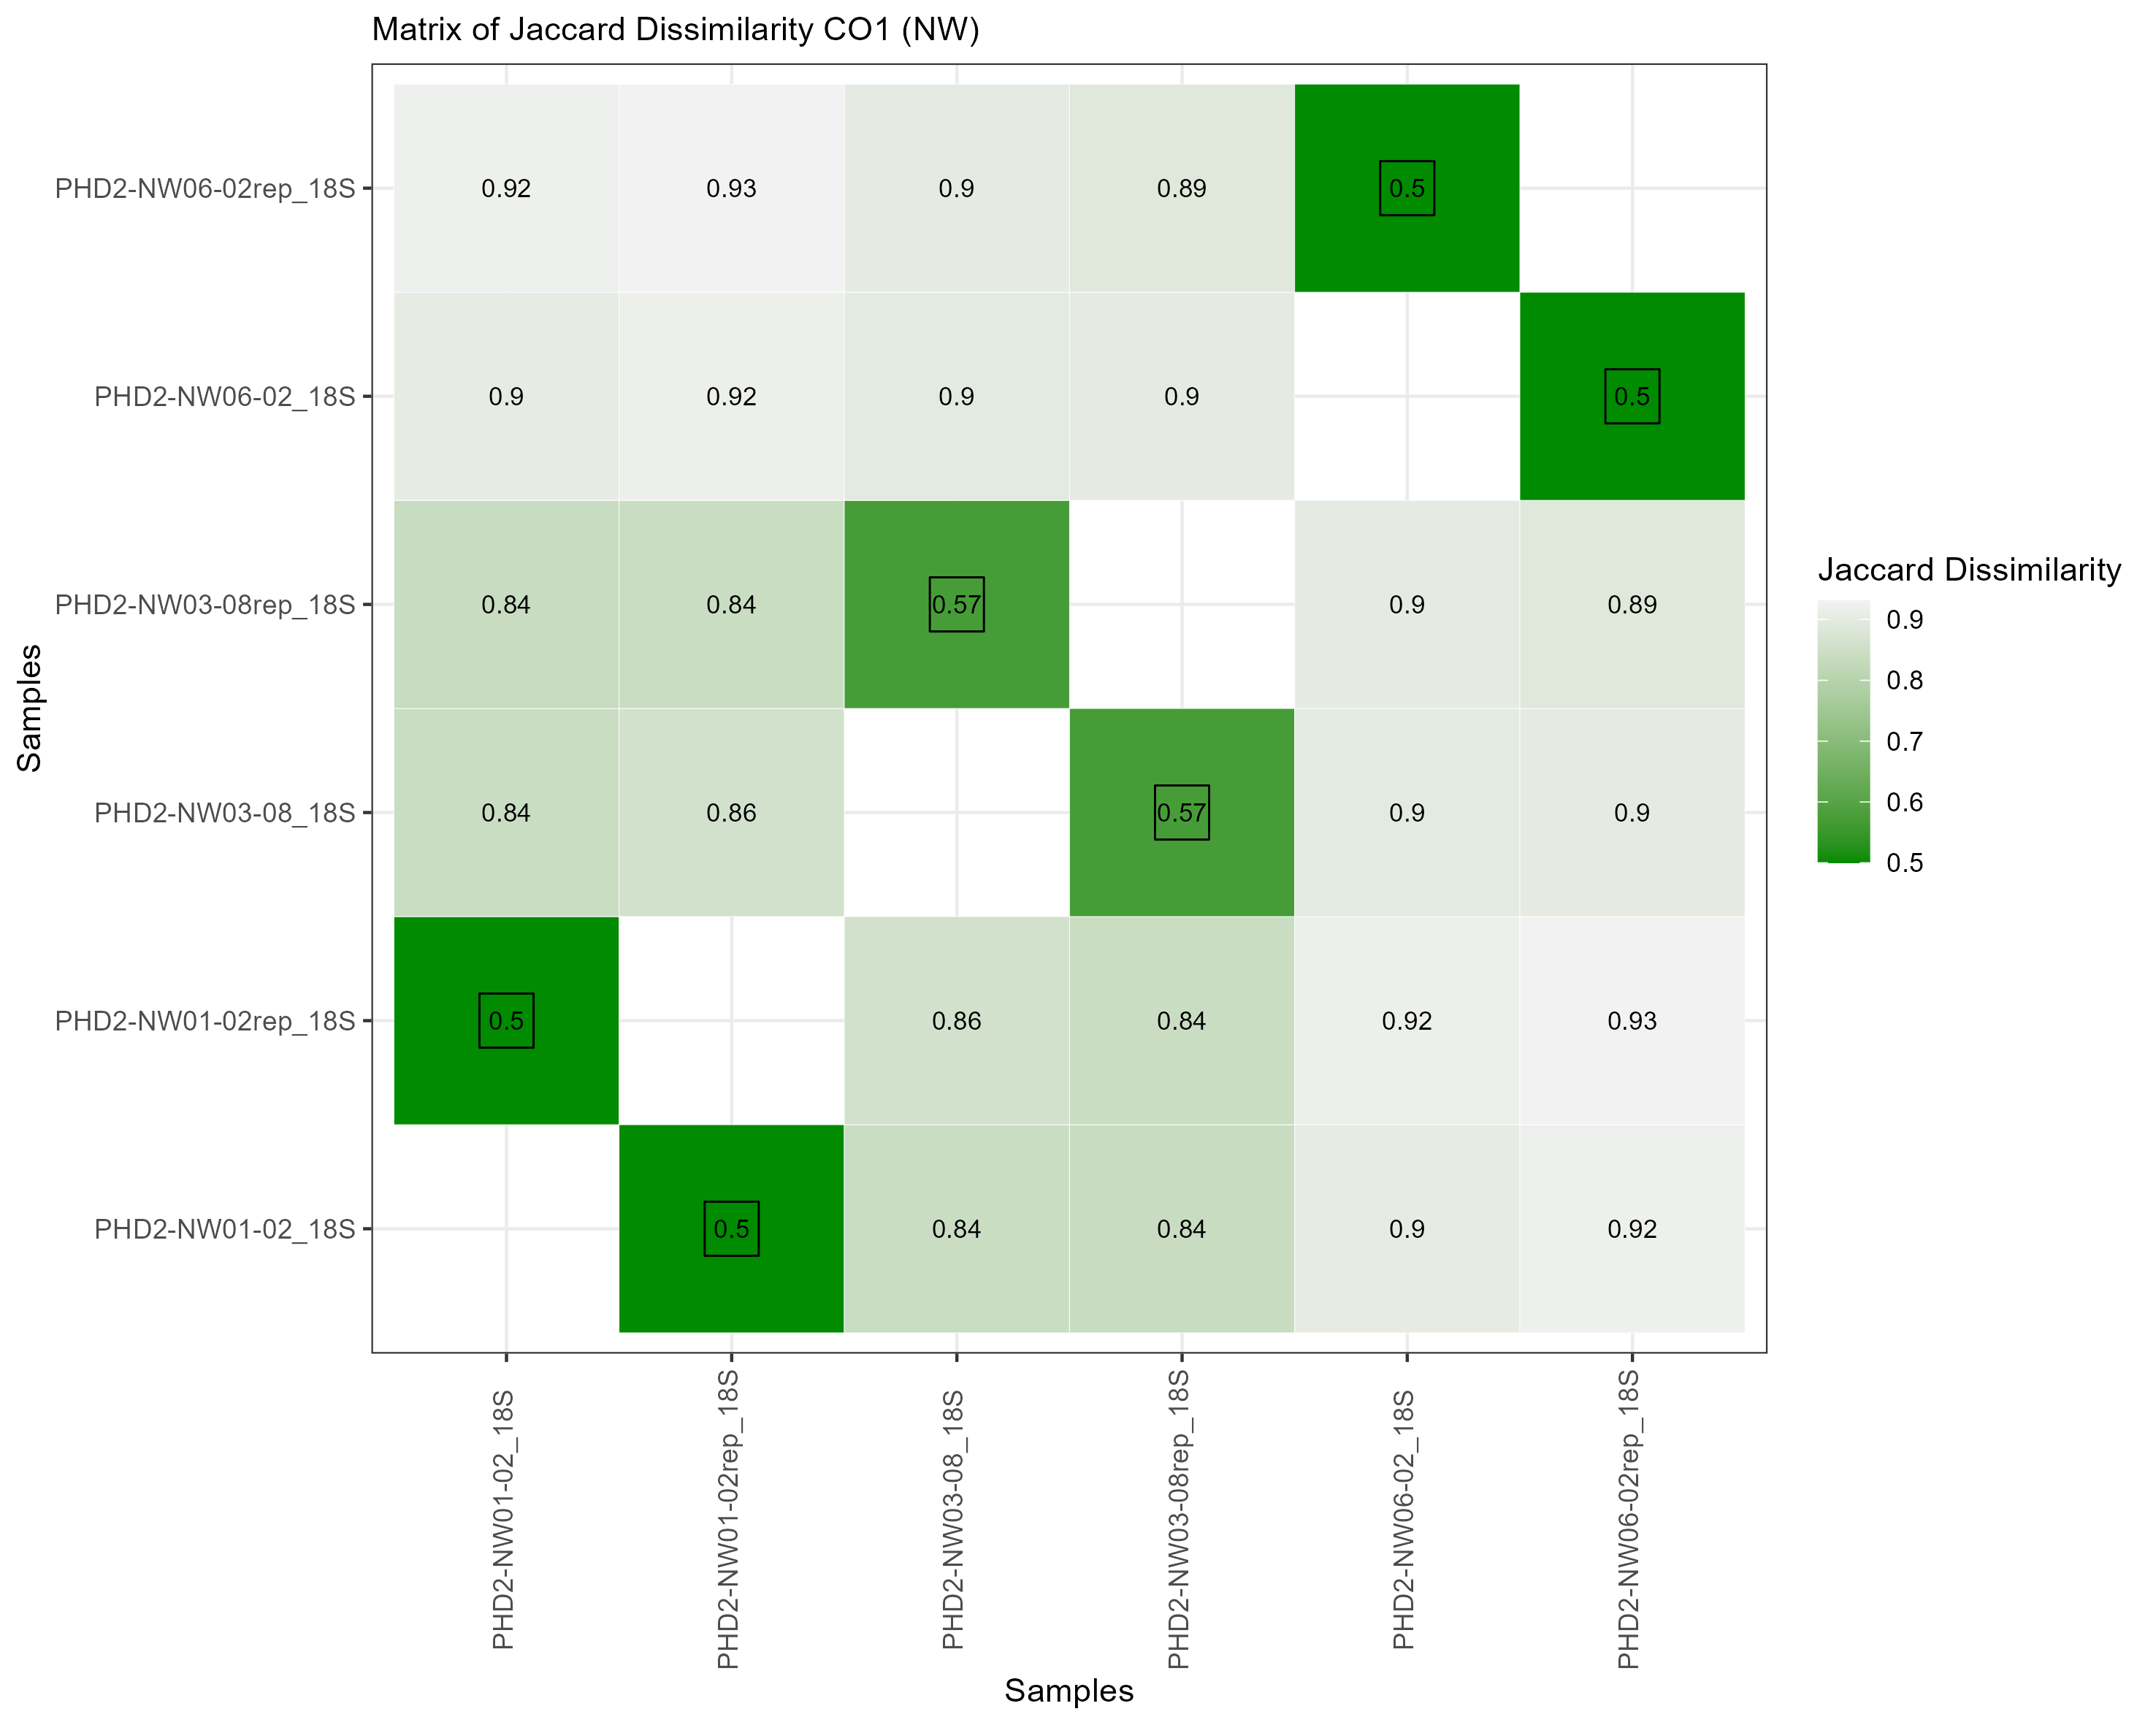 Matrix of Jaccard Dissimilarity CO1 (NW)
Samples
PHD2-NW06-02rep_18S
0.92
0.93
0.9
0.89
0.5
PHD2-NW06-02_18S
0.9
0.92
0.9
0.9
0.5
PHD2-NW03-08rep_18S
0.84
0.84
0.57
0.9
0.89
PHD2-NW03-08_18S
0.84
0.86
0.57
0.9
0.9
PHD2-NW01-02rep_18S
0.5
0.86
0.84
0.92
0.93
PHD2-NW01-02_18S
0.5
0.84
0.84
0.9
0.92
PHD2-NW01-02_18S
PHD2-NW01-02rep_18S
PHD2-NW03-08_18S
PHD2-NW03-08rep_18S
PHD2-NW06-02_18S
PHD2-NW06-02rep_18S
Samples
Jaccard Dissimilarity
0.9
0.8
0.7
0.6
0.5